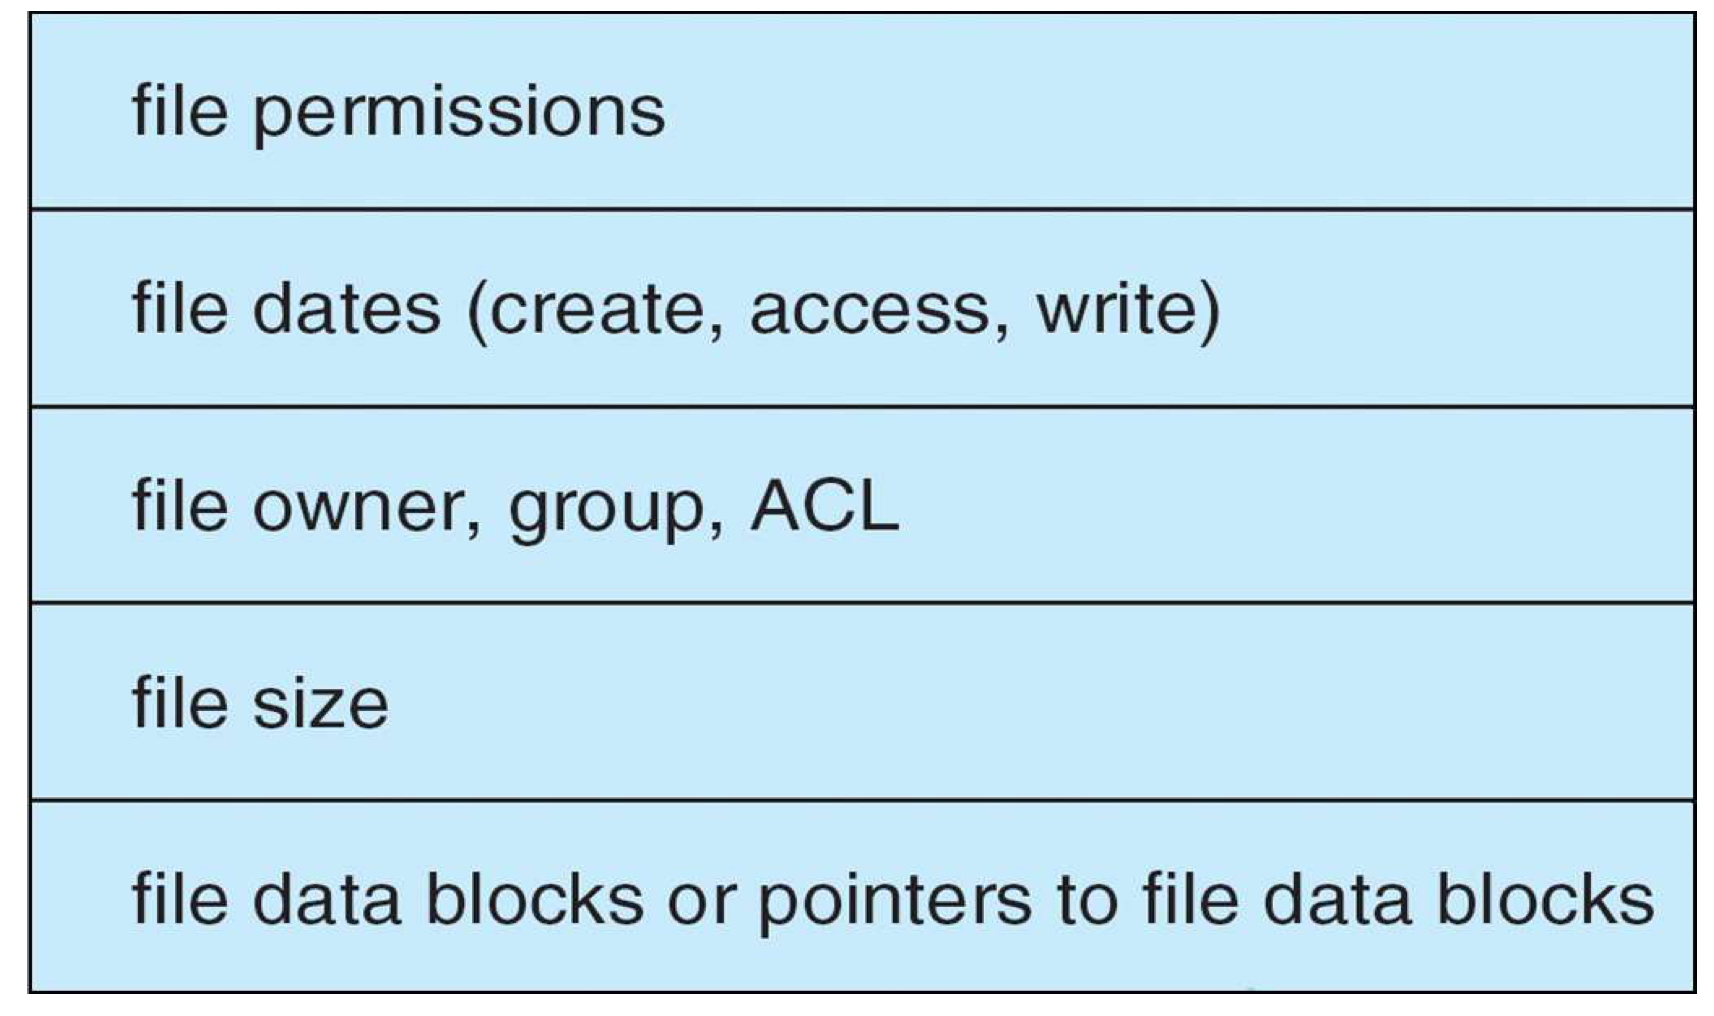 file permissions
file dates (create, access, write)
file owner, group, ACL
file size
file data blocks or pointers to file data blocks